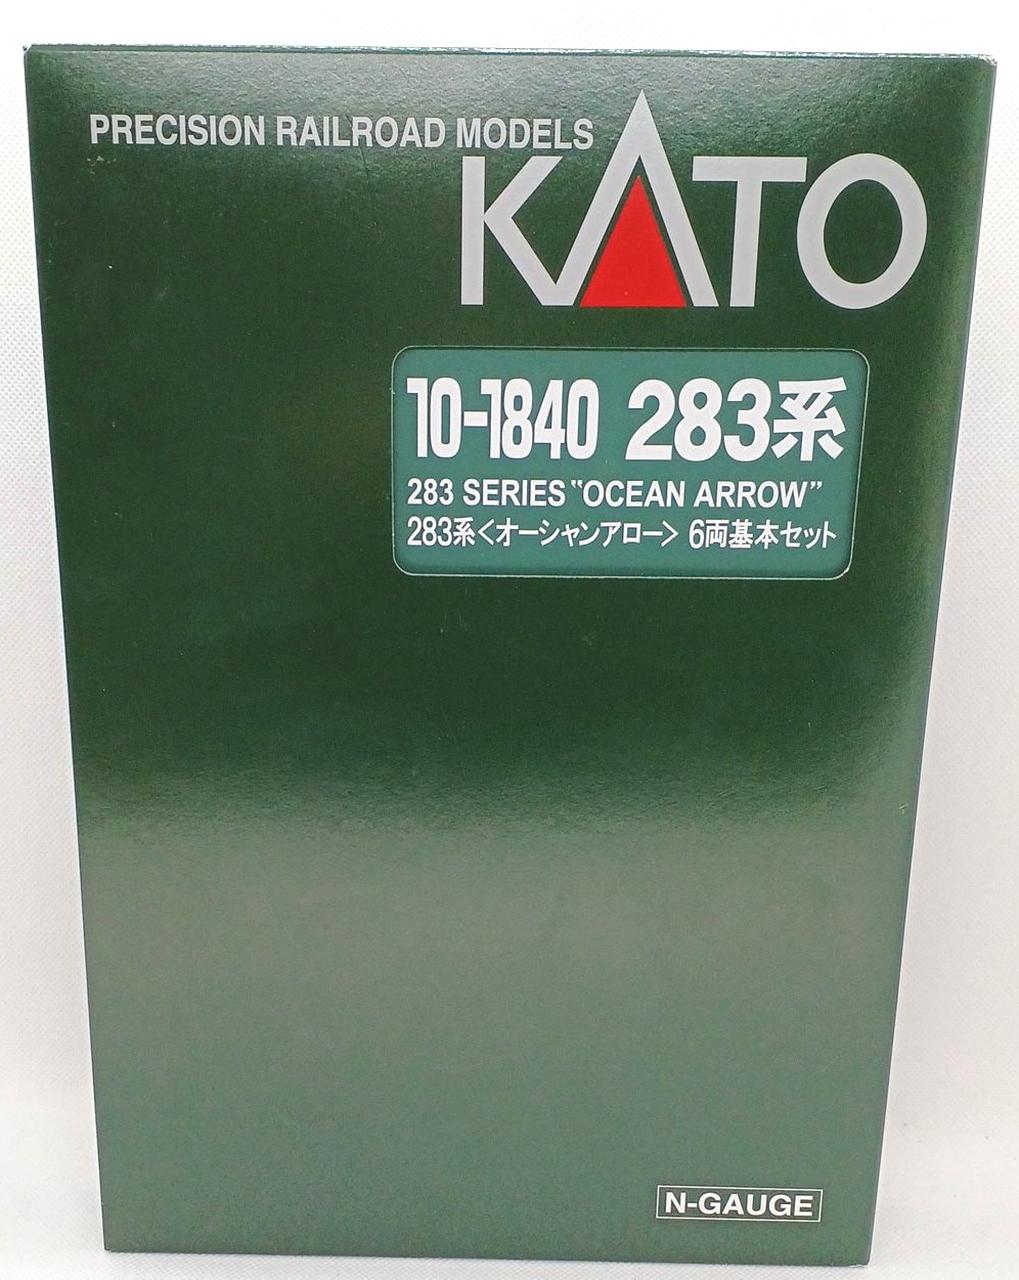 PRECISION RAILROAD MODELS
KATO
10-1840 283系
283 SERIES “OCEAN ARROW”
283系<オーシャンアロー> 6両基本セット
N-GAUGE